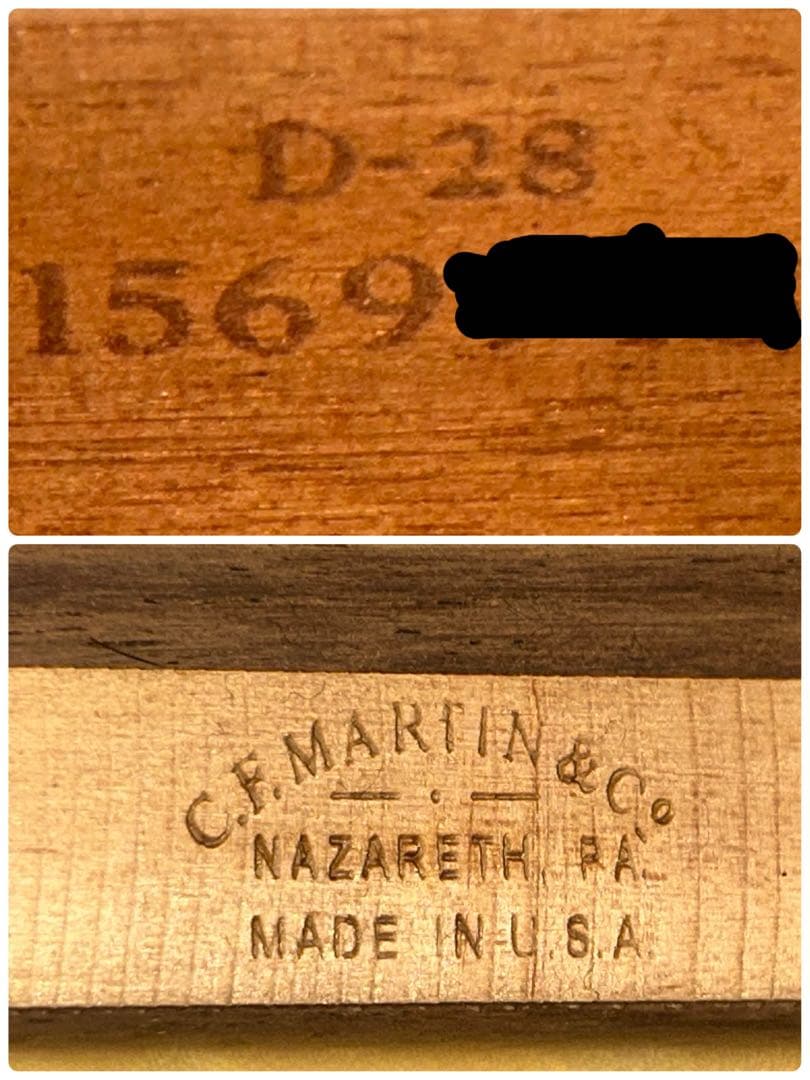 D-28
1569
C.F. MARTIN & Co
NAZARETH, PA.
MADE IN U.S.A.